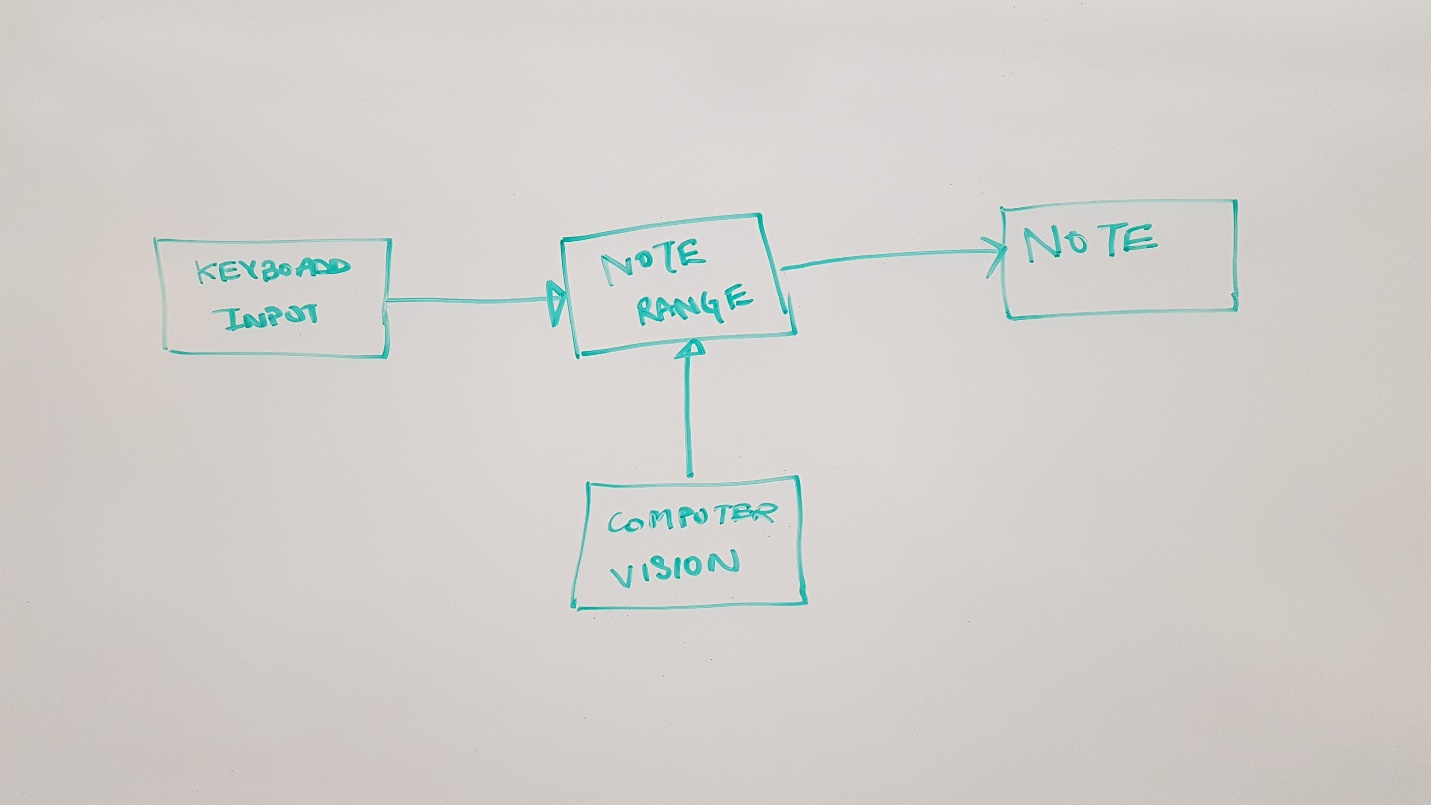 KEYBOARD
INPUT
NOTE
RANGE
NOTE
COMPUTER
VISION